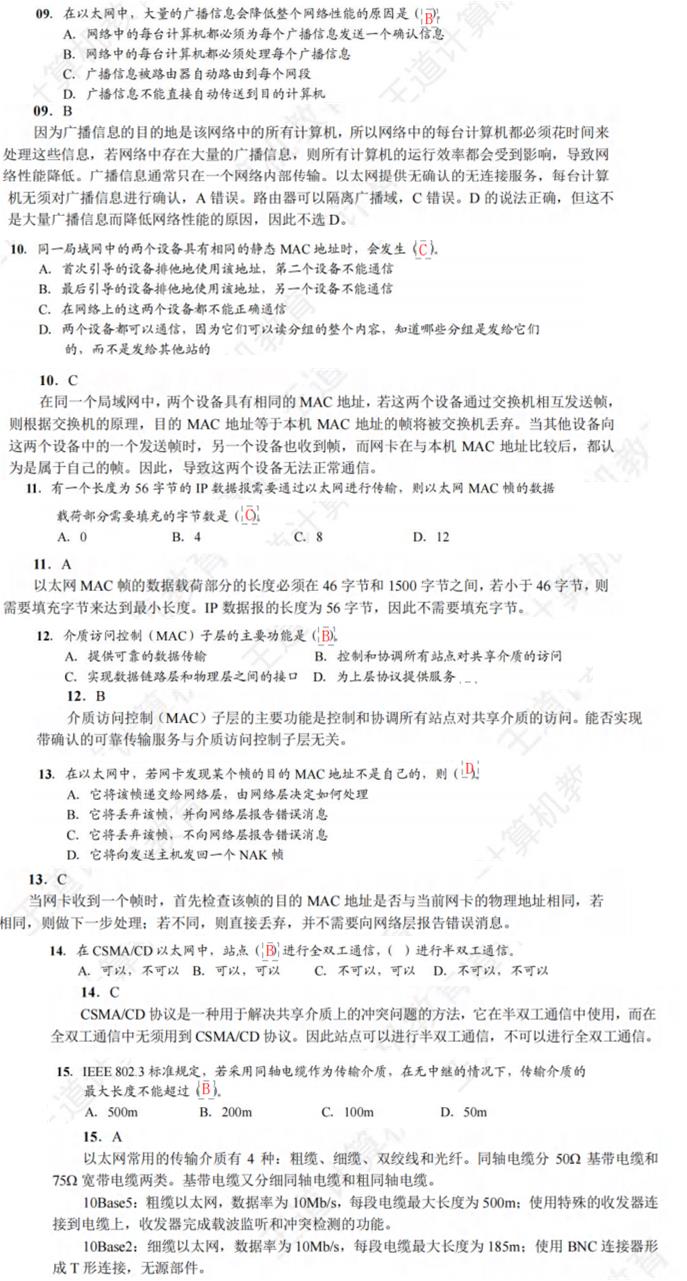 09. 在以太网中，大量的广播信息会降低整个网络性能的原因是（B）。
A. 网络中的每台计算机都必须为每个广播信息发送一个确认信息
B. 网络中的每台计算机都必须处理每个广播信息
C. 广播信息被路由器自动路由到每个网段
D. 广播信息不能直接自动传送到目的计算机
09. B
因为广播信息的目的地是该网络中的所有计算机，所以网络中的每台计算机都必须花时间来
处理这些信息，若网络中存在大量的广播信息，则所有计算机的运行效率都会受到影响，导致网
络性能降低。广播信息通常只在一个网络内部传输。以太网提供无确认的无连接服务，每台计算
机无须对广播信息进行确认，A 错误。路由器可以隔离广播域，C 错误。D 的说法正确，但这不
是大量广播信息而降低网络性能的原因，因此不选 D。
10. 同一局域网中的两个设备具有相同的静态 MAC 地址时，会发生（C）。
A. 首次引导的设备排他地使用该地址，第二个设备不能通信
B. 最后引导的设备排他地使用该地址，另一个设备不能通信
C. 在网络上的这两个设备都不能正确通信
D. 两个设备都可以通信，因为它们可以读分组的整个内容，知道哪些分组是发给它们
的，而不是发给其他站的
10. C
在同一个局域网中，两个设备具有相同的 MAC 地址，若这两个设备通过交换机相互发送帧，
则根据交换机的原理，目的 MAC 地址等于本机 MAC 地址的帧将被交换机丢弃。当其他设备向
这两个设备中的一个发送帧时，另一个设备也收到帧，而网卡在与本机 MAC 地址比较后，都认
为是属于自己的帧。因此，导致这两个设备无法正常通信。
11. 有一个长度为 56 字节的 IP 数据报需要通过以太网进行传输，则以太网 MAC 帧的数据
载荷部分需要填充的字节数是（C）。
A. 0 B. 4 C. 8 D. 12
11. A
以太网 MAC 帧的数据载荷部分的长度必须在 46 字节和 1500 字节之间，若小于 46 字节，则
需要填充字节来达到最小长度。IP 数据报的长度为 56 字节，因此不需要填充字节。
12. 介质访问控制（MAC）子层的主要功能是（B）。
A. 提供可靠的数据传输 B. 控制和协调所有站点对共享介质的访问
C. 实现数据链路层和物理层之间的接口 D. 为上层协议提供服务
12. B
介质访问控制（MAC）子层的主要功能是控制和协调所有站点对共享介质的访问。能否实现
带确认的可靠传输服务与介质访问控制子层无关。
13. 在以太网中，若网卡发现某个帧的目的 MAC 地址不是自己的，则（D）。
A. 它将该帧递交给网络层，由网络层决定如何处理
B. 它将丢弃该帧，并向网络层报告错误消息
C. 它将丢弃该帧，不向网络层报告错误消息
D. 它将向发送主机发回一个 NAK 帧
13. C
当网卡收到一个帧时，首先检查该帧的目的 MAC 地址是否与当前网卡的物理地址相同，若
相同，则做下一步处理；若不同，则直接丢弃，并不需要向网络层报告错误消息。
14. 在 CSMA/CD 以太网中，站点（B）进行全双工通信，（ ）进行半双工通信。
A. 可以，不可以 B. 可以，可以 C. 不可以，可以 D. 不可以，不可以
14. C
CSMA/CD 协议是一种用于解决共享介质上的冲突问题的方法，它在半双工通信中使用，而在
全双工通信中无须用到 CSMA/CD 协议。因此站点可以进行半双工通信，不可以进行全双工通信。
15. IEEE 802.3 标准规定，若采用同轴电缆作为传输介质，在无中继的情况下，传输介质的
最大长度不能超过（B）。
A. 500m B. 200m C. 100m D. 50m
15. A
以太网常用的传输介质有 4 种：粗缆、细缆、双绞线和光纤。同轴电缆分 50Ω 基带电缆和
75Ω 宽带电缆两类。基带电缆又分细同轴电缆和粗同轴电缆。
10Base5：粗缆以太网，数据率为 10Mb/s，每段电缆最大长度为 500m；使用特殊的收发器连
接到电缆上，收发器完成载波监听和冲突检测的功能。
10Base2：细缆以太网，数据率为 10Mb/s，每段电缆最大长度为 185m；使用 BNC 连接器形
成 T 形连接，无源部件。